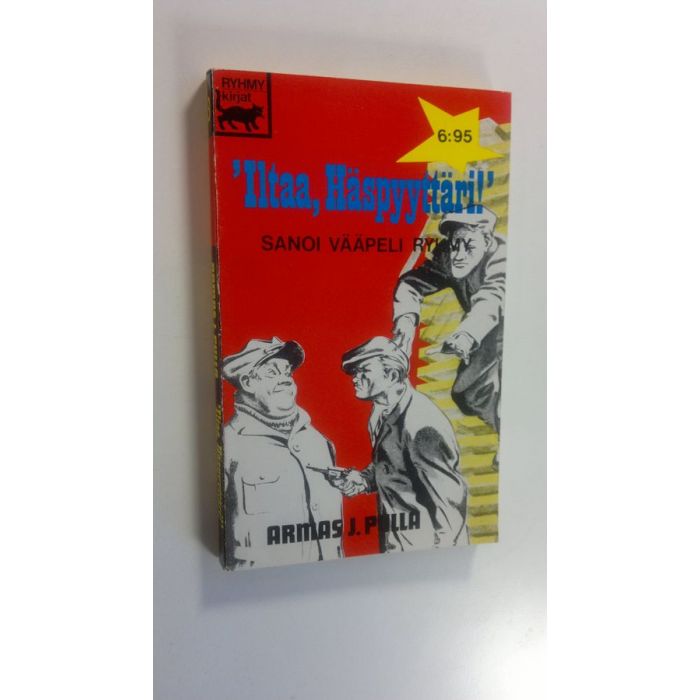 RYHMY
kirjat
6:95
'Iltaa, Häspyyttäri!'
SANOI VÄÄPELI RYHMY
ARMAS J. PULLA